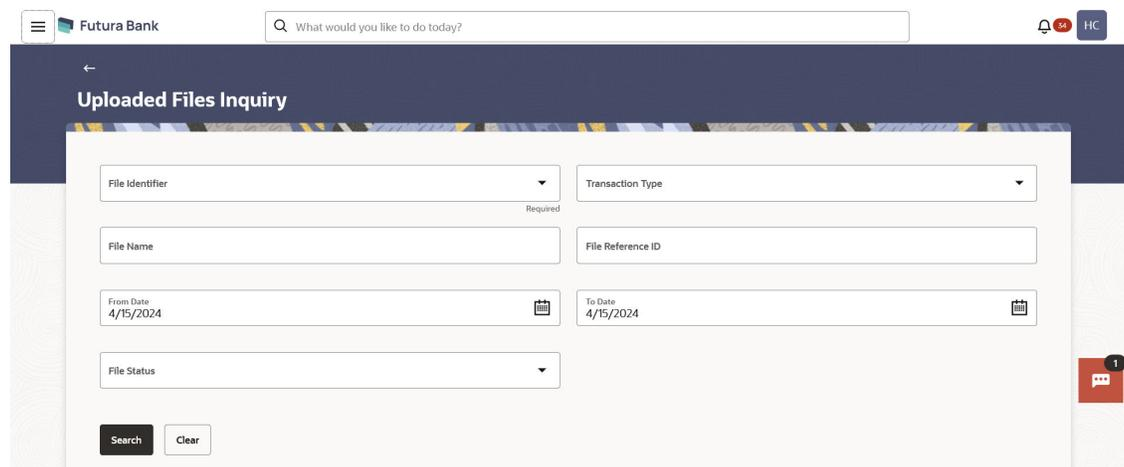 Futura Bank
What would you like to do today?
34
HC
Uploaded Files Inquiry
File Identifier
Transaction Type
Required
File Name
File Reference ID
From Date
4/15/2024
To Date
4/15/2024
File Status
1
Search
Clear